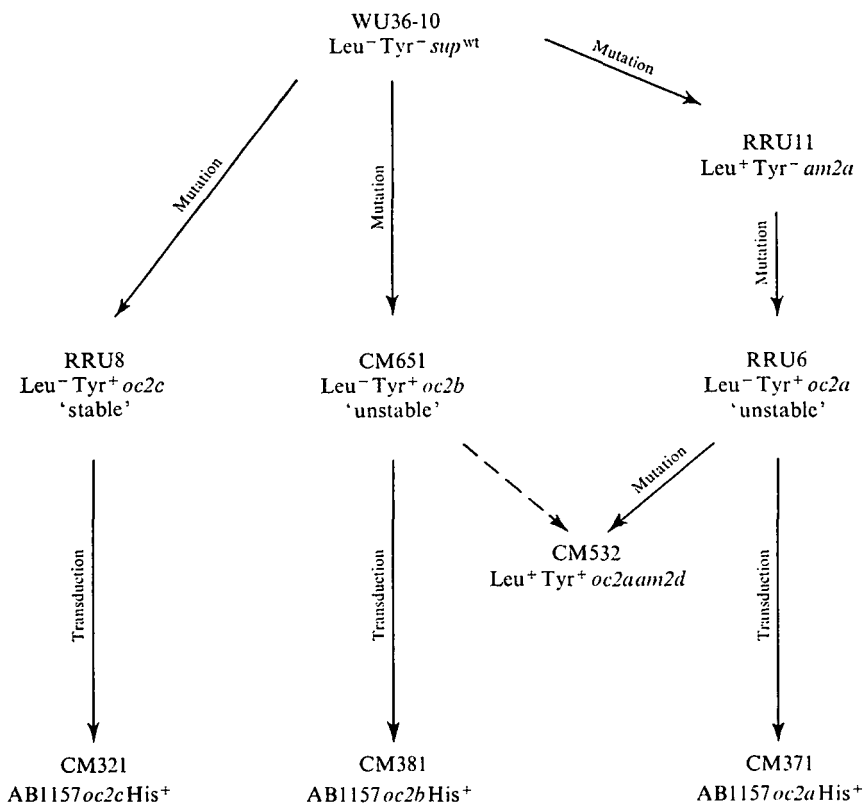 WU36-10
Leu⁻Tyr⁻sup^wt
Mutation
RRU11
Leu⁺Tyr⁻am2a
Mutation
Mutation
Mutation
RRU8
Leu⁻Tyr⁺oc2c
‘stable’
CM651
Leu⁻Tyr⁺oc2b
‘unstable’
RRU6
Leu⁻Tyr⁺oc2a
‘unstable’
Mutation
CM532
Leu⁺Tyr⁺oc2aam2d
Transduction
Transduction
Transduction
CM321
AB1157oc2cHis⁺
CM381
AB1157oc2bHis⁺
CM371
AB1157oc2aHis⁺